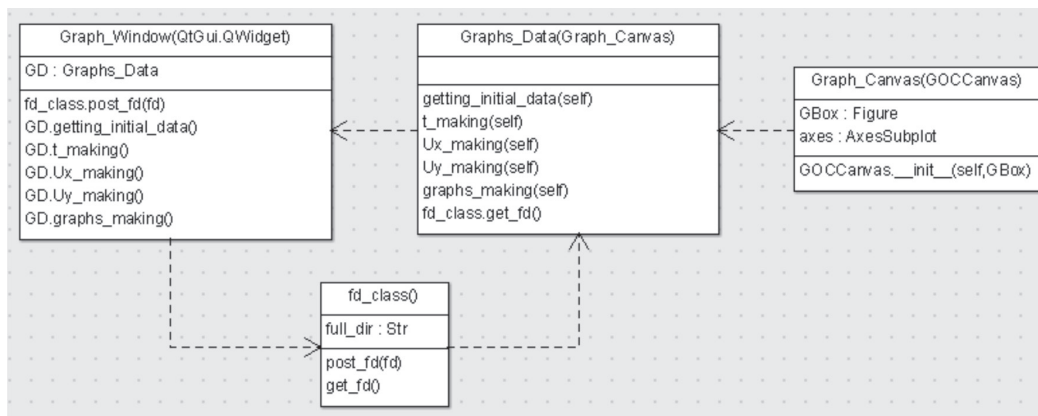 Graph_Window(QtGui.QWidget)
GD : Graphs_Data
fd_class.post_fd(fd)
GD.getting_initial_data()
GD.t_making()
GD.Ux_making()
GD.Uy_making()
GD.graphs_making()
Graphs_Data(Graph_Canvas)
getting_initial_data(self)
t_making(self)
Ux_making(self)
Uy_making(self)
graphs_making(self)
fd_class.get_fd()
Graph_Canvas(GOCCanvas)
GBox : Figure
axes : AxesSubplot
GOCCanvas.__init__(self,GBox)
fd_class()
full_dir : Str
post_fd(fd)
get_fd()